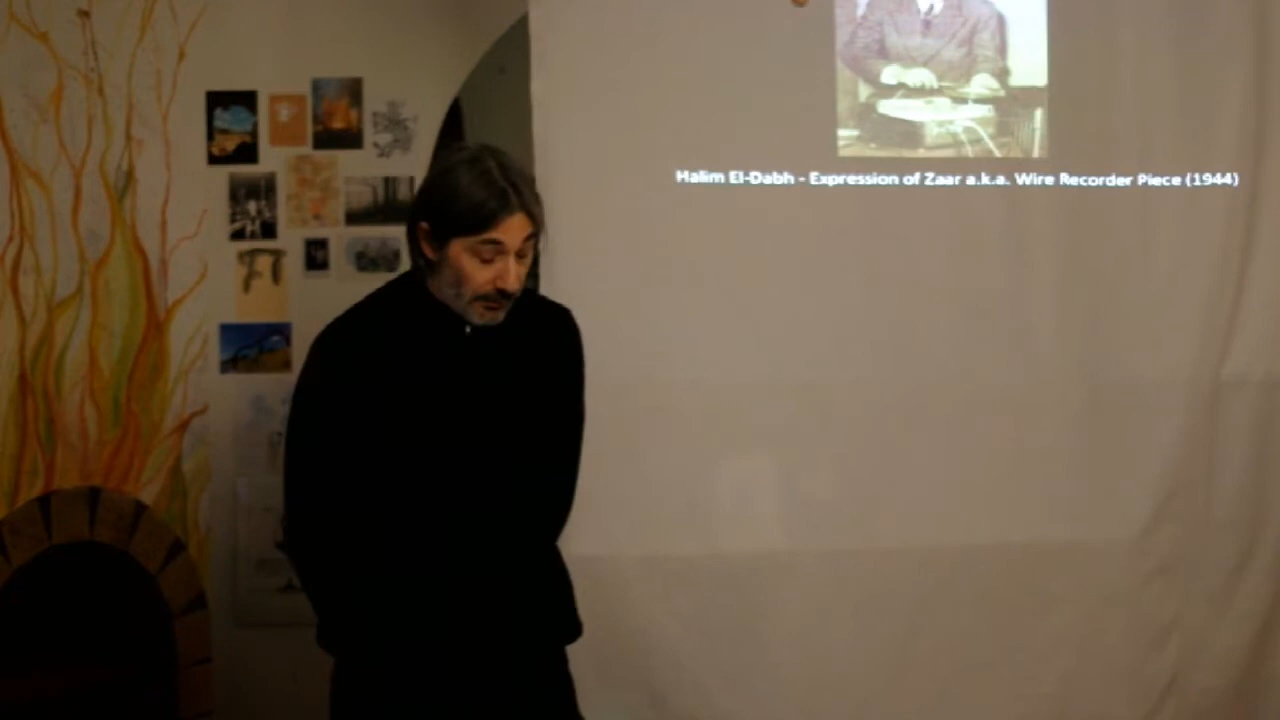 Halim El-Dabh - Expression of Zaar a.k.a. Wire Recorder Piece (1944)